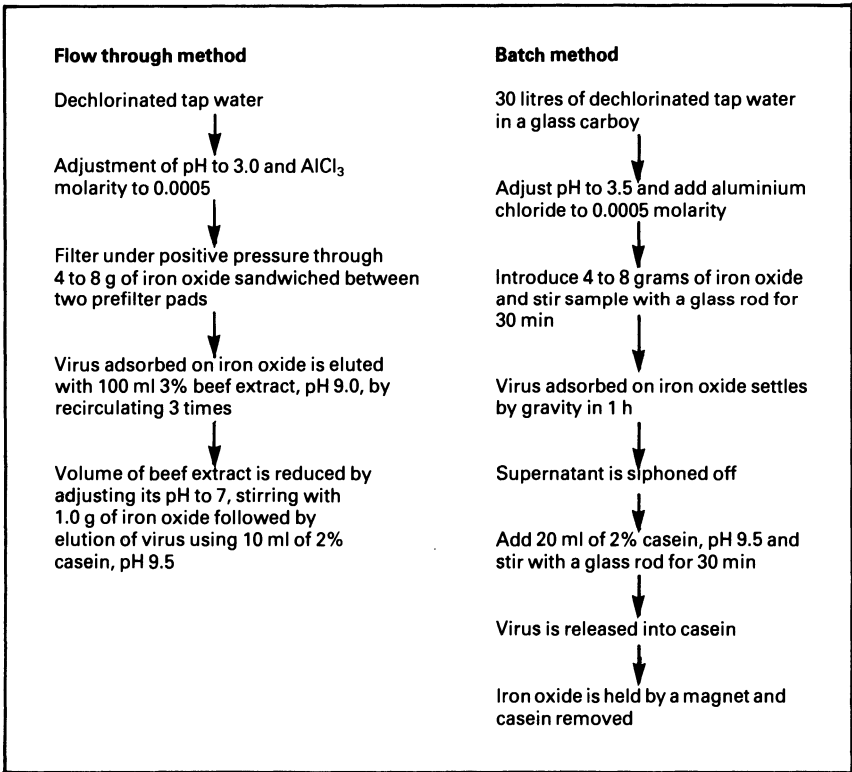 Flow through method
Dechlorinated tap water
Adjustment of pH to 3.0 and AlCl₃
molarity to 0.0005
Filter under positive pressure through
4 to 8 g of iron oxide sandwiched between
two prefilter pads
Virus adsorbed on iron oxide is eluted
with 100 ml 3% beef extract, pH 9.0, by
recirculating 3 times
Volume of beef extract is reduced by
adjusting its pH to 7, stirring with
1.0 g of iron oxide followed by
elution of virus using 10 ml of 2%
casein, pH 9.5
Batch method
30 litres of dechlorinated tap water
in a glass carboy
Adjust pH to 3.5 and add aluminium
chloride to 0.0005 molarity
Introduce 4 to 8 grams of iron oxide
and stir sample with a glass rod for
30 min
Virus adsorbed on iron oxide settles
by gravity in 1 h
Supernatant is siphoned off
Add 20 ml of 2% casein, pH 9.5 and
stir with a glass rod for 30 min
Virus is released into casein
Iron oxide is held by a magnet and
casein removed